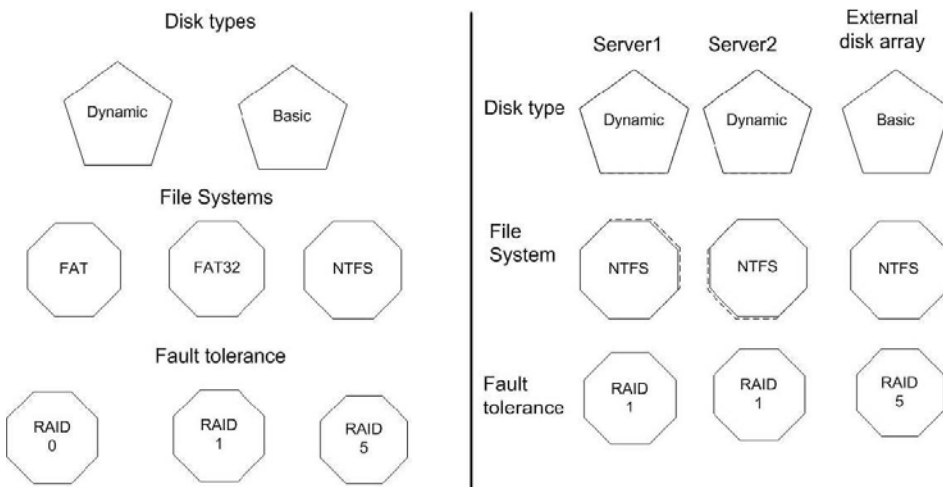 Disk types
Dynamic
Basic
File Systems
FAT
FAT32
NTFS
Fault tolerance
RAID
0
RAID
1
RAID
5
Server1
Server2
External
disk array
Disk type
Dynamic
Dynamic
Basic
File
System
NTFS
NTFS
NTFS
Fault
tolerance
RAID
1
RAID
1
RAID
5